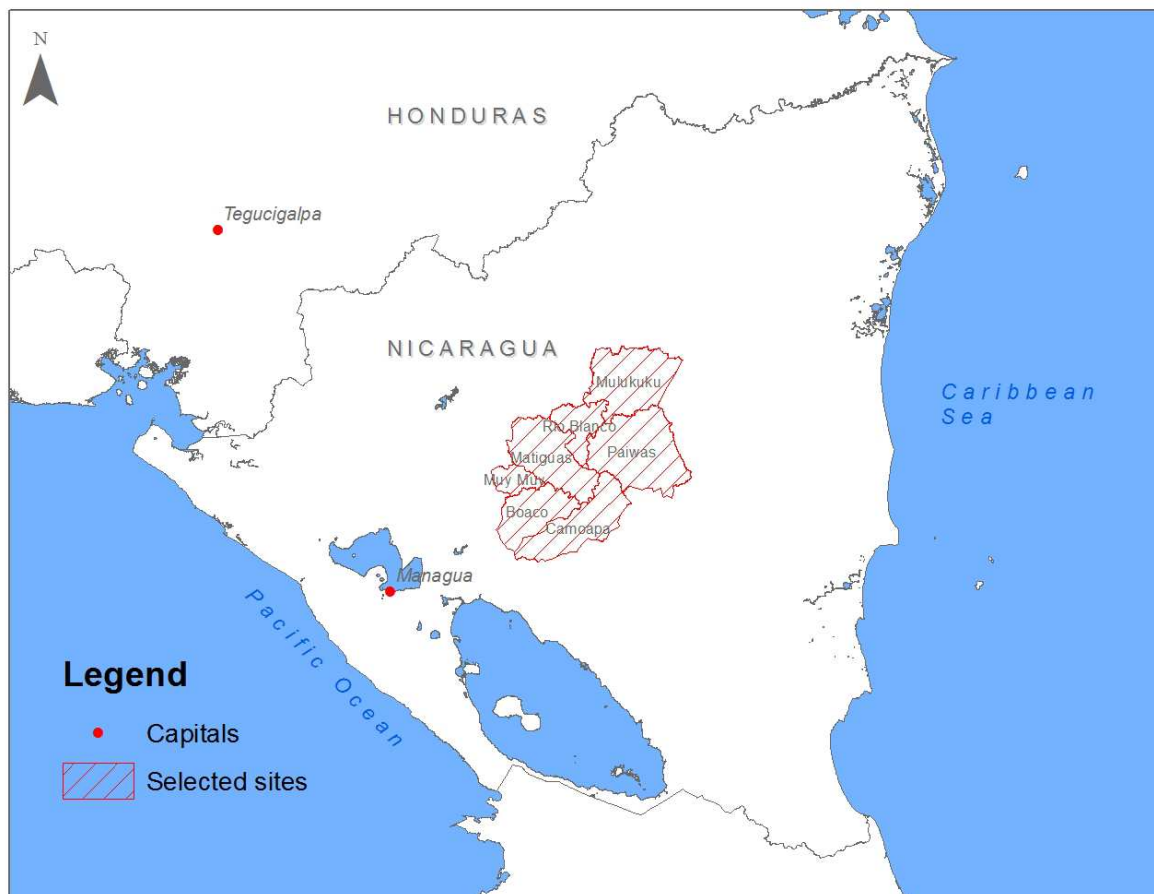 N
HONDURAS
Tegucigalpa
NICARAGUA
Mulukuku
Caribbean
Sea
Rio Blanco
Paiwas
Matiguas
Muy Muy
Boaco
Camoapa
Managua
Pacific Ocean
Legend
Capitals
Selected sites